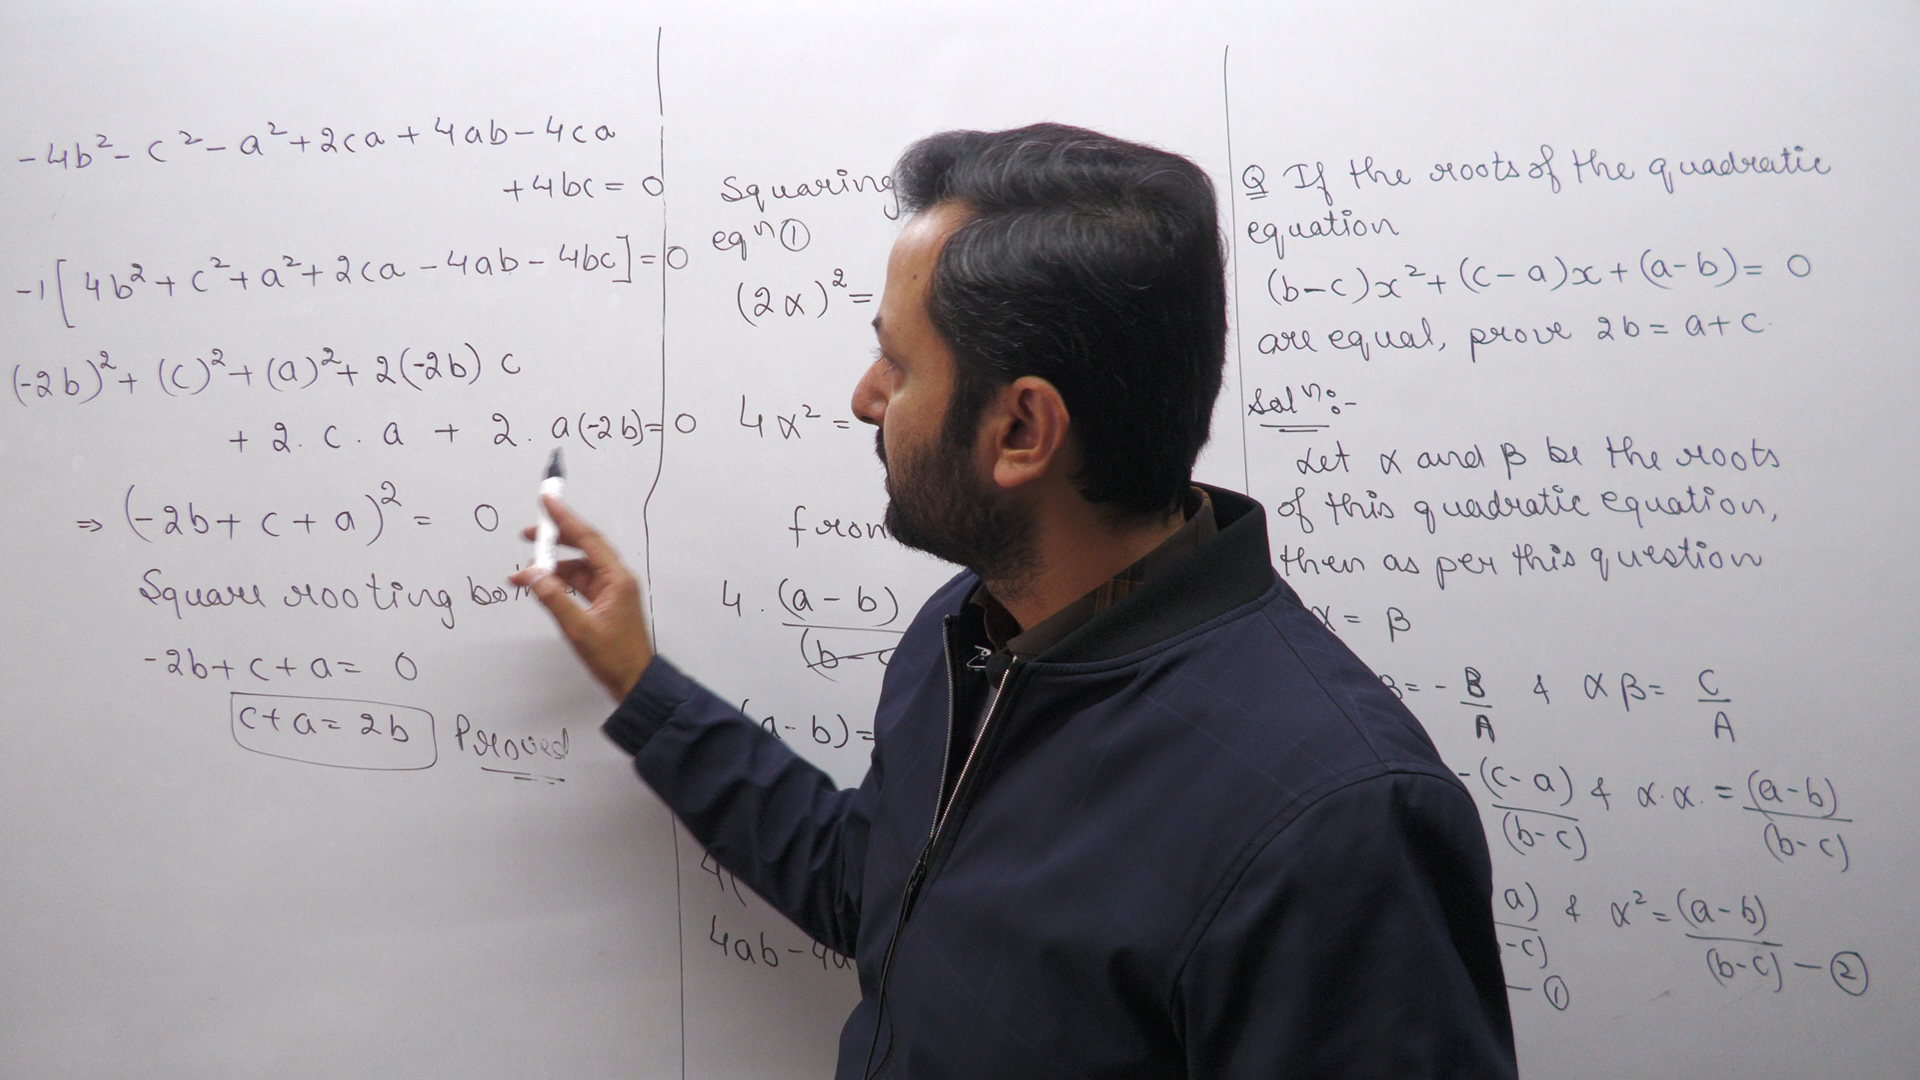 -4b² - c² - a² + 2ca + 4ab - 4ca
+ 4bc = 0
-1[4b² + c² + a² + 2ca - 4ab - 4bc] = 0
(-2b)² + (c)² + (a)² + 2(-2b) c
+ 2. c. a + 2. a(-2b) = 0
⇒ (-2b + c + a)² = 0
Square rooting
-2b + c + a = 0
c + a = 2b Proved
Squaring
eqⁿ ①
(2α)² =
4α² =
from
4 . (a - b)
(b - c
(a - b) =
4(
4ab - 4a
Q If the roots of the quadratic
equation
(b-c)x² + (c-a)x + (a-b) = 0
are equal, prove 2b = a + c.
Solⁿ:-
Let α and β be the roots
of this quadratic equation,
then as per this question
α = β
β = - B/A & αβ = C/A
-(c-a)/(b-c) & α.α. = (a-b)/(b-c)
a)/-c) & α² = (a-b)/(b-c) - ②
- ①